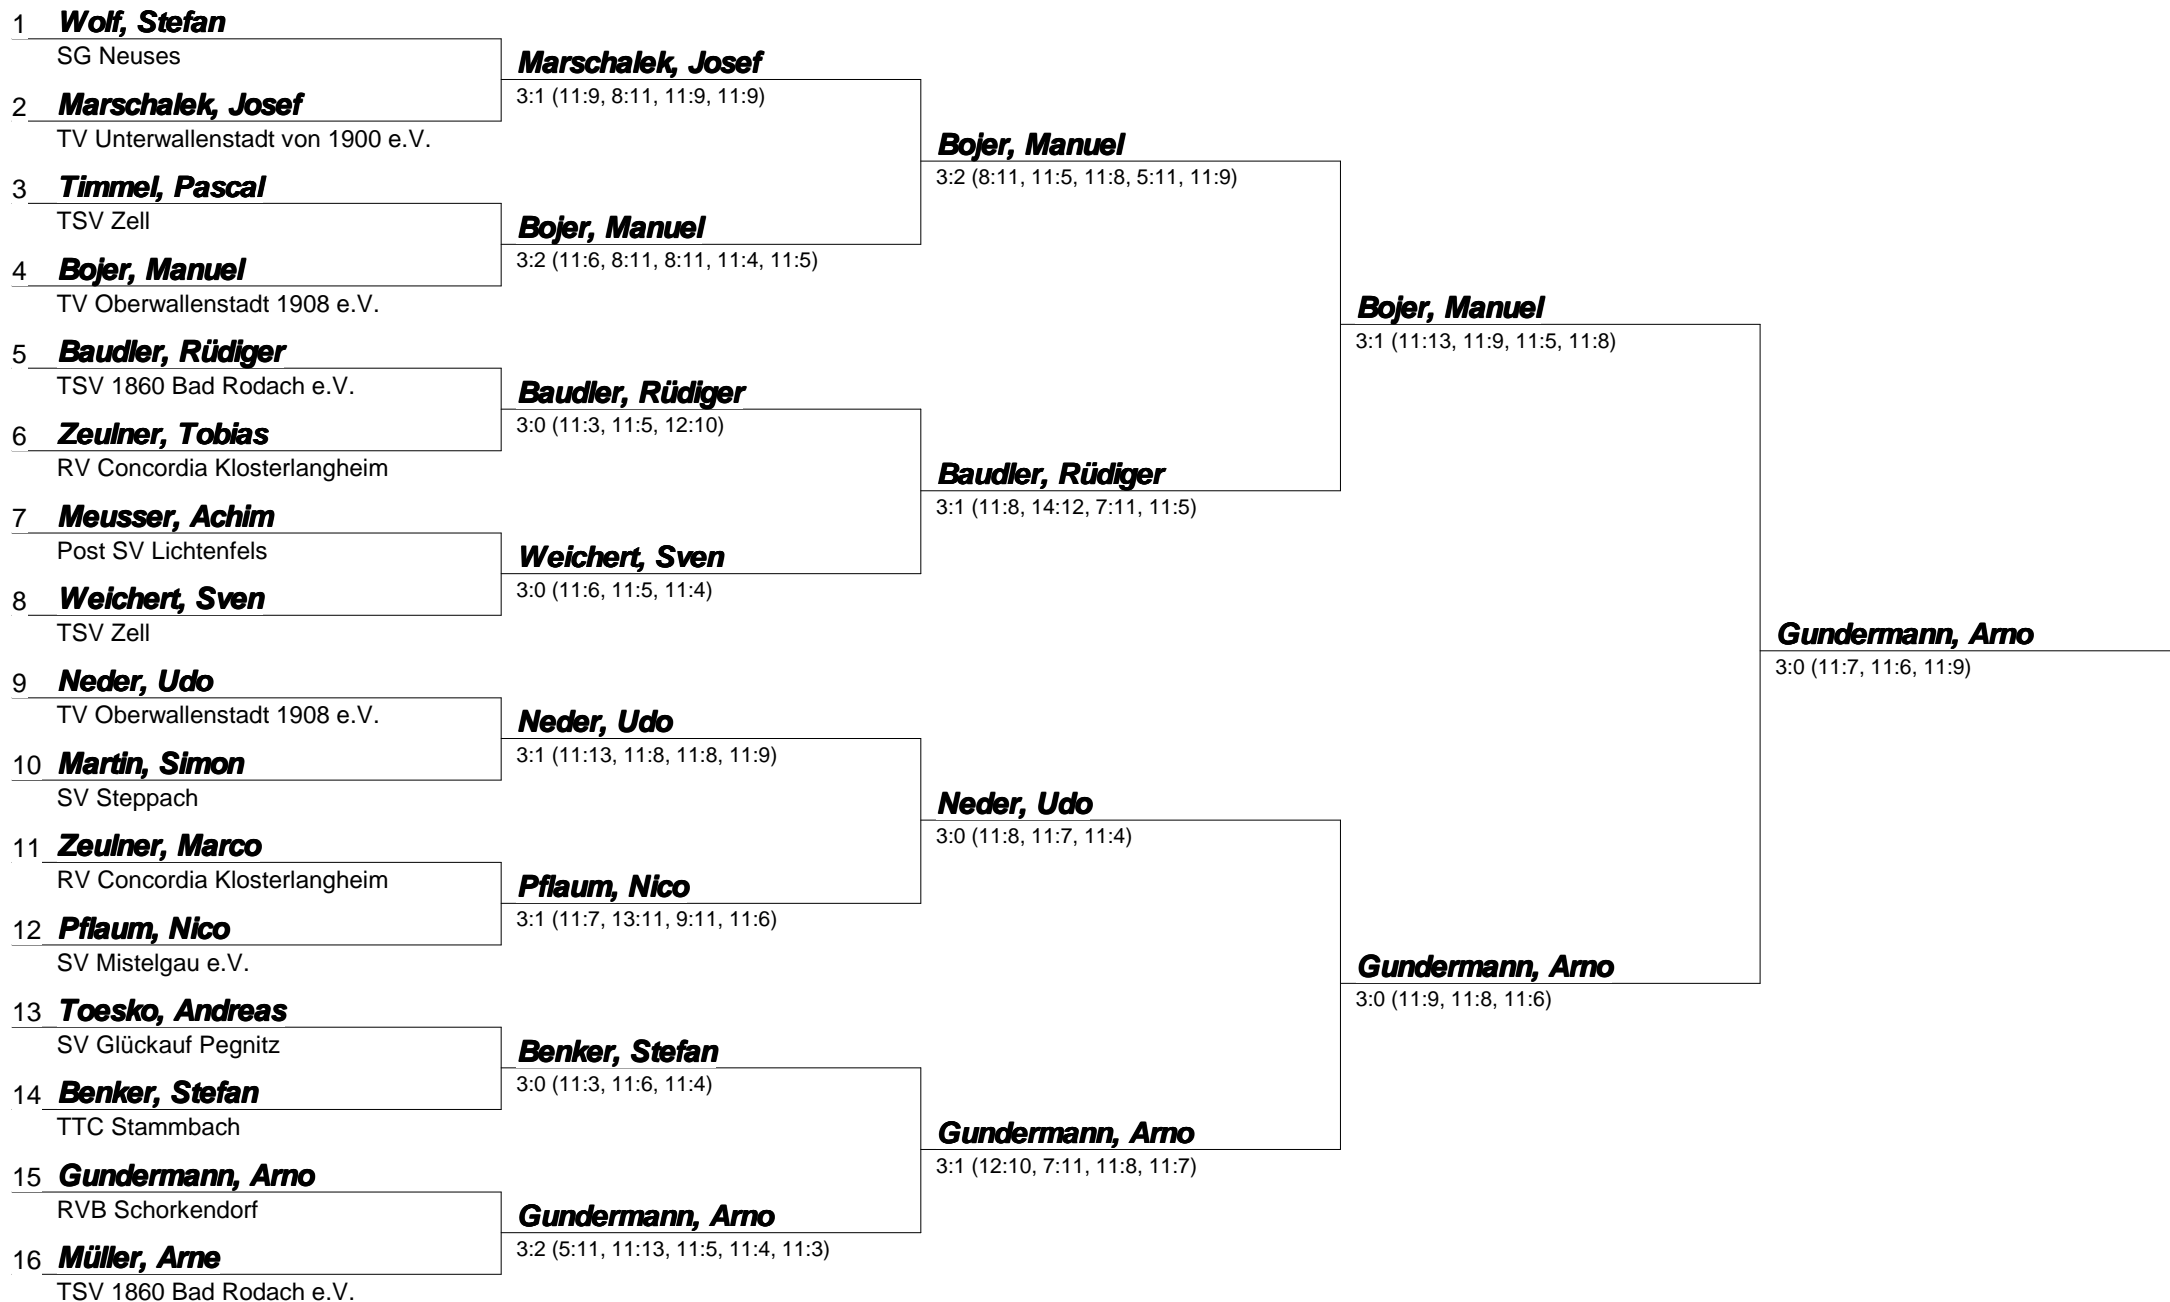 1 Wolf, Stefan
SG Neuses
Marschalek, Josef
3:1 (11:9, 8:11, 11:9, 11:9)
2 Marschalek, Josef
TV Unterwallenstadt von 1900 e.V.
Bojer, Manuel
3:2 (8:11, 11:5, 11:8, 5:11, 11:9)
3 Timmel, Pascal
TSV Zell
Bojer, Manuel
3:2 (11:6, 8:11, 8:11, 11:4, 11:5)
4 Bojer, Manuel
TV Oberwallenstadt 1908 e.V.
Bojer, Manuel
3:1 (11:13, 11:9, 11:5, 11:8)
5 Baudler, Rüdiger
TSV 1860 Bad Rodach e.V.
Baudler, Rüdiger
3:0 (11:3, 11:5, 12:10)
6 Zeulner, Tobias
RV Concordia Klosterlangheim
Baudler, Rüdiger
3:1 (11:8, 14:12, 7:11, 11:5)
7 Meusser, Achim
Post SV Lichtenfels
Weichert, Sven
3:0 (11:6, 11:5, 11:4)
8 Weichert, Sven
TSV Zell
Gundermann, Arno
3:0 (11:7, 11:6, 11:9)
9 Neder, Udo
TV Oberwallenstadt 1908 e.V.
Neder, Udo
3:1 (11:13, 11:8, 11:8, 11:9)
10 Martin, Simon
SV Steppach
Neder, Udo
3:0 (11:8, 11:7, 11:4)
11 Zeulner, Marco
RV Concordia Klosterlangheim
Pflaum, Nico
3:1 (11:7, 13:11, 9:11, 11:6)
12 Pflaum, Nico
SV Mistelgau e.V.
Gundermann, Arno
3:0 (11:9, 11:8, 11:6)
13 Toesko, Andreas
SV Glückauf Pegnitz
Benker, Stefan
3:0 (11:3, 11:6, 11:4)
14 Benker, Stefan
TTC Stammbach
Gundermann, Arno
3:1 (12:10, 7:11, 11:8, 11:7)
15 Gundermann, Arno
RVB Schorkendorf
Gundermann, Arno
3:2 (5:11, 11:13, 11:5, 11:4, 11:3)
16 Müller, Arne
TSV 1860 Bad Rodach e.V.